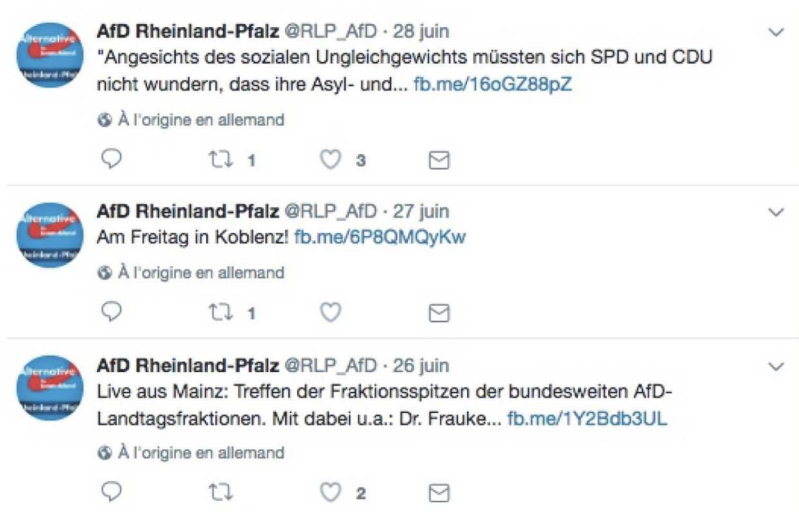 AfD Rheinland-Pfalz @RLP_AfD · 28 juin
"Angesichts des sozialen Ungleichgewichts müssten sich SPD und CDU
nicht wundern, dass ihre Asyl- und... fb.me/16oGZ88pZ
À l'origine en allemand
1 3
AfD Rheinland-Pfalz @RLP_AfD · 27 juin
Am Freitag in Koblenz! fb.me/6P8QMQyKw
À l'origine en allemand
1
AfD Rheinland-Pfalz @RLP_AfD · 26 juin
Live aus Mainz: Treffen der Fraktionsspitzen der bundesweiten AfD-
Landtagsfraktionen. Mit dabei u.a.: Dr. Frauke... fb.me/1Y2Bdb3UL
À l'origine en allemand
2